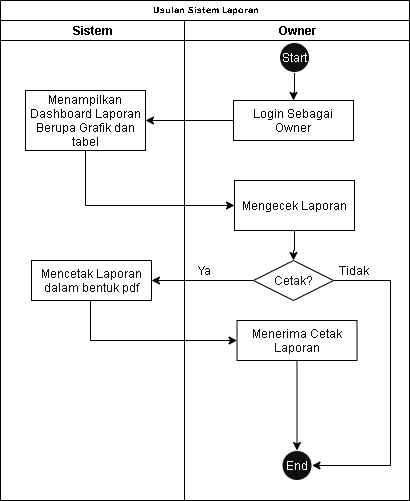 Usulan Sistem Laporan
Sistem
Owner
Start
Login Sebagai
Owner
Menampilkan
Dashboard Laporan
Berupa Grafik dan
tabel
Mengecek Laporan
Cetak?
Ya
Tidak
Mencetak Laporan
dalam bentuk pdf
Menerima Cetak
Laporan
End